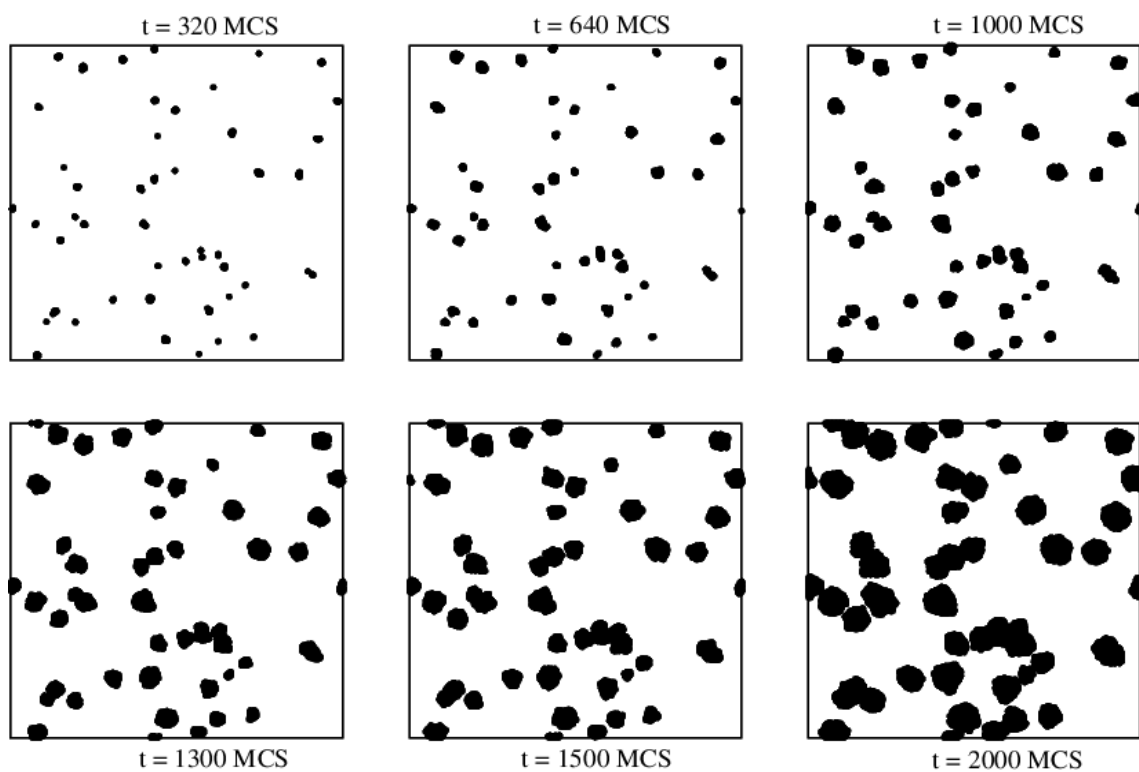 t = 320 MCS
t = 640 MCS
t = 1000 MCS
t = 1300 MCS
t = 1500 MCS
t = 2000 MCS